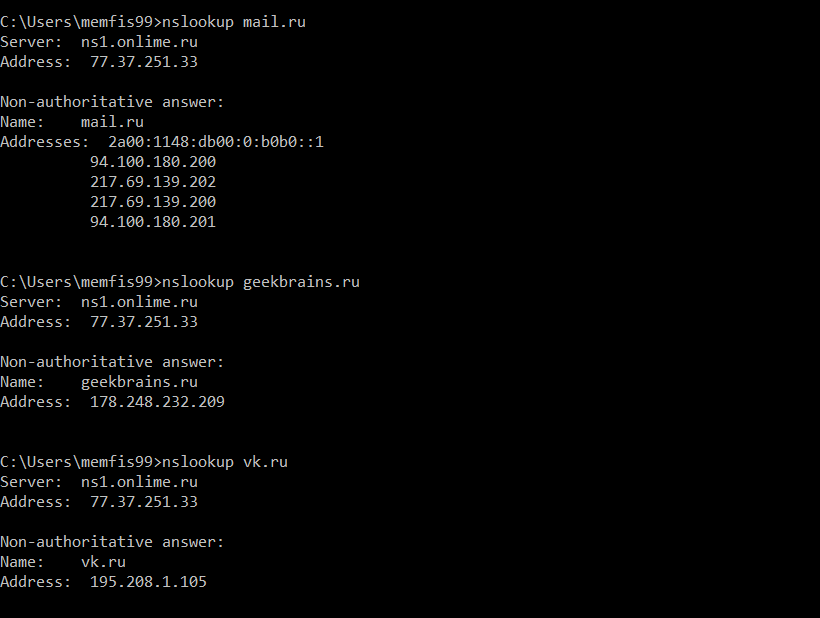 C:\Users\memfis99>nslookup mail.ru
Server:  ns1.onlime.ru
Address:  77.37.251.33
Non-authoritative answer:
Name:    mail.ru
Addresses:  2a00:1148:db00:0:b0b0::1
94.100.180.200
217.69.139.202
217.69.139.200
94.100.180.201
C:\Users\memfis99>nslookup geekbrains.ru
Server:  ns1.onlime.ru
Address:  77.37.251.33
Non-authoritative answer:
Name:    geekbrains.ru
Address:  178.248.232.209
C:\Users\memfis99>nslookup vk.ru
Server:  ns1.onlime.ru
Address:  77.37.251.33
Non-authoritative answer:
Name:    vk.ru
Address:  195.208.1.105